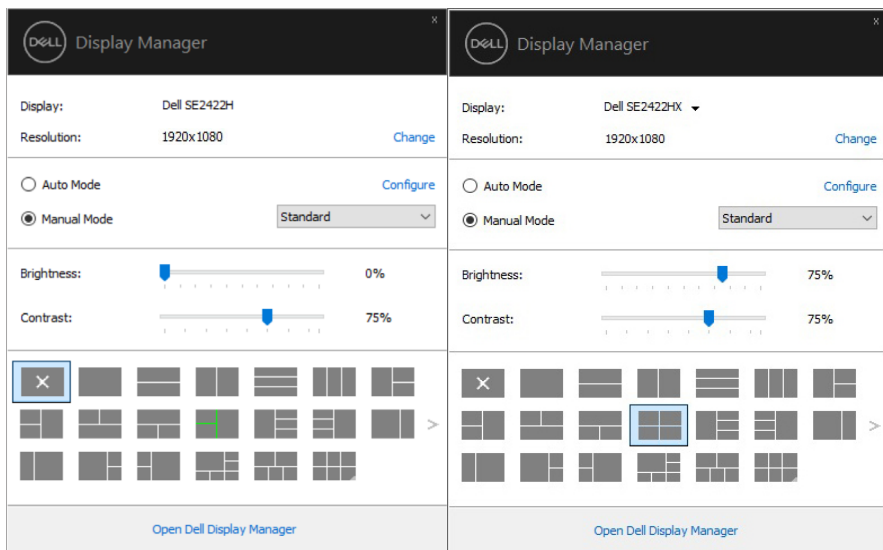 DELL Display Manager x
Display: Dell SE2422H
Resolution: 1920x1080 Change
Auto Mode Configure
Manual Mode Standard
Brightness: 0%
Contrast: 75%
Open Dell Display Manager
DELL Display Manager x
Display: Dell SE2422HX
Resolution: 1920x1080 Change
Auto Mode Configure
Manual Mode Standard
Brightness: 75%
Contrast: 75%
Open Dell Display Manager